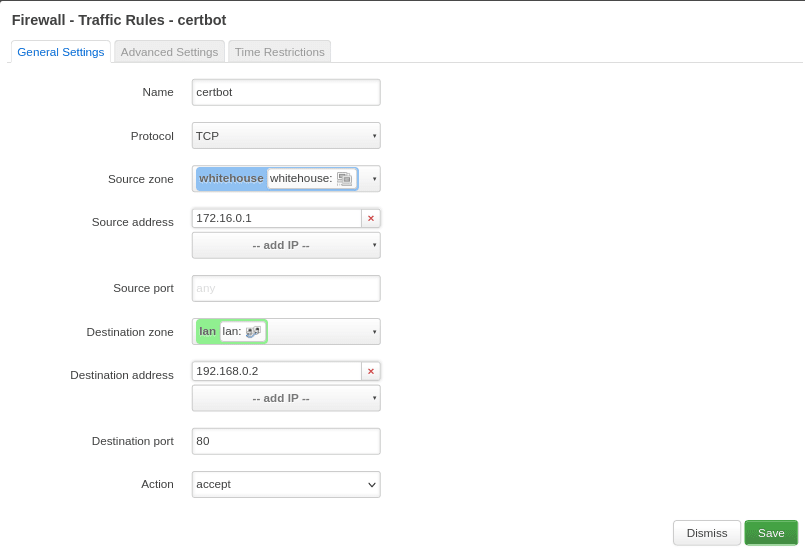 Firewall - Traffic Rules - certbot
General Settings Advanced Settings Time Restrictions
Name certbot
Protocol TCP
Source zone whitehouse whitehouse:
Source address 172.16.0.1 ×
-- add IP --
Source port any
Destination zone lan lan:
Destination address 192.168.0.2 ×
-- add IP --
Destination port 80
Action accept
Dismiss Save